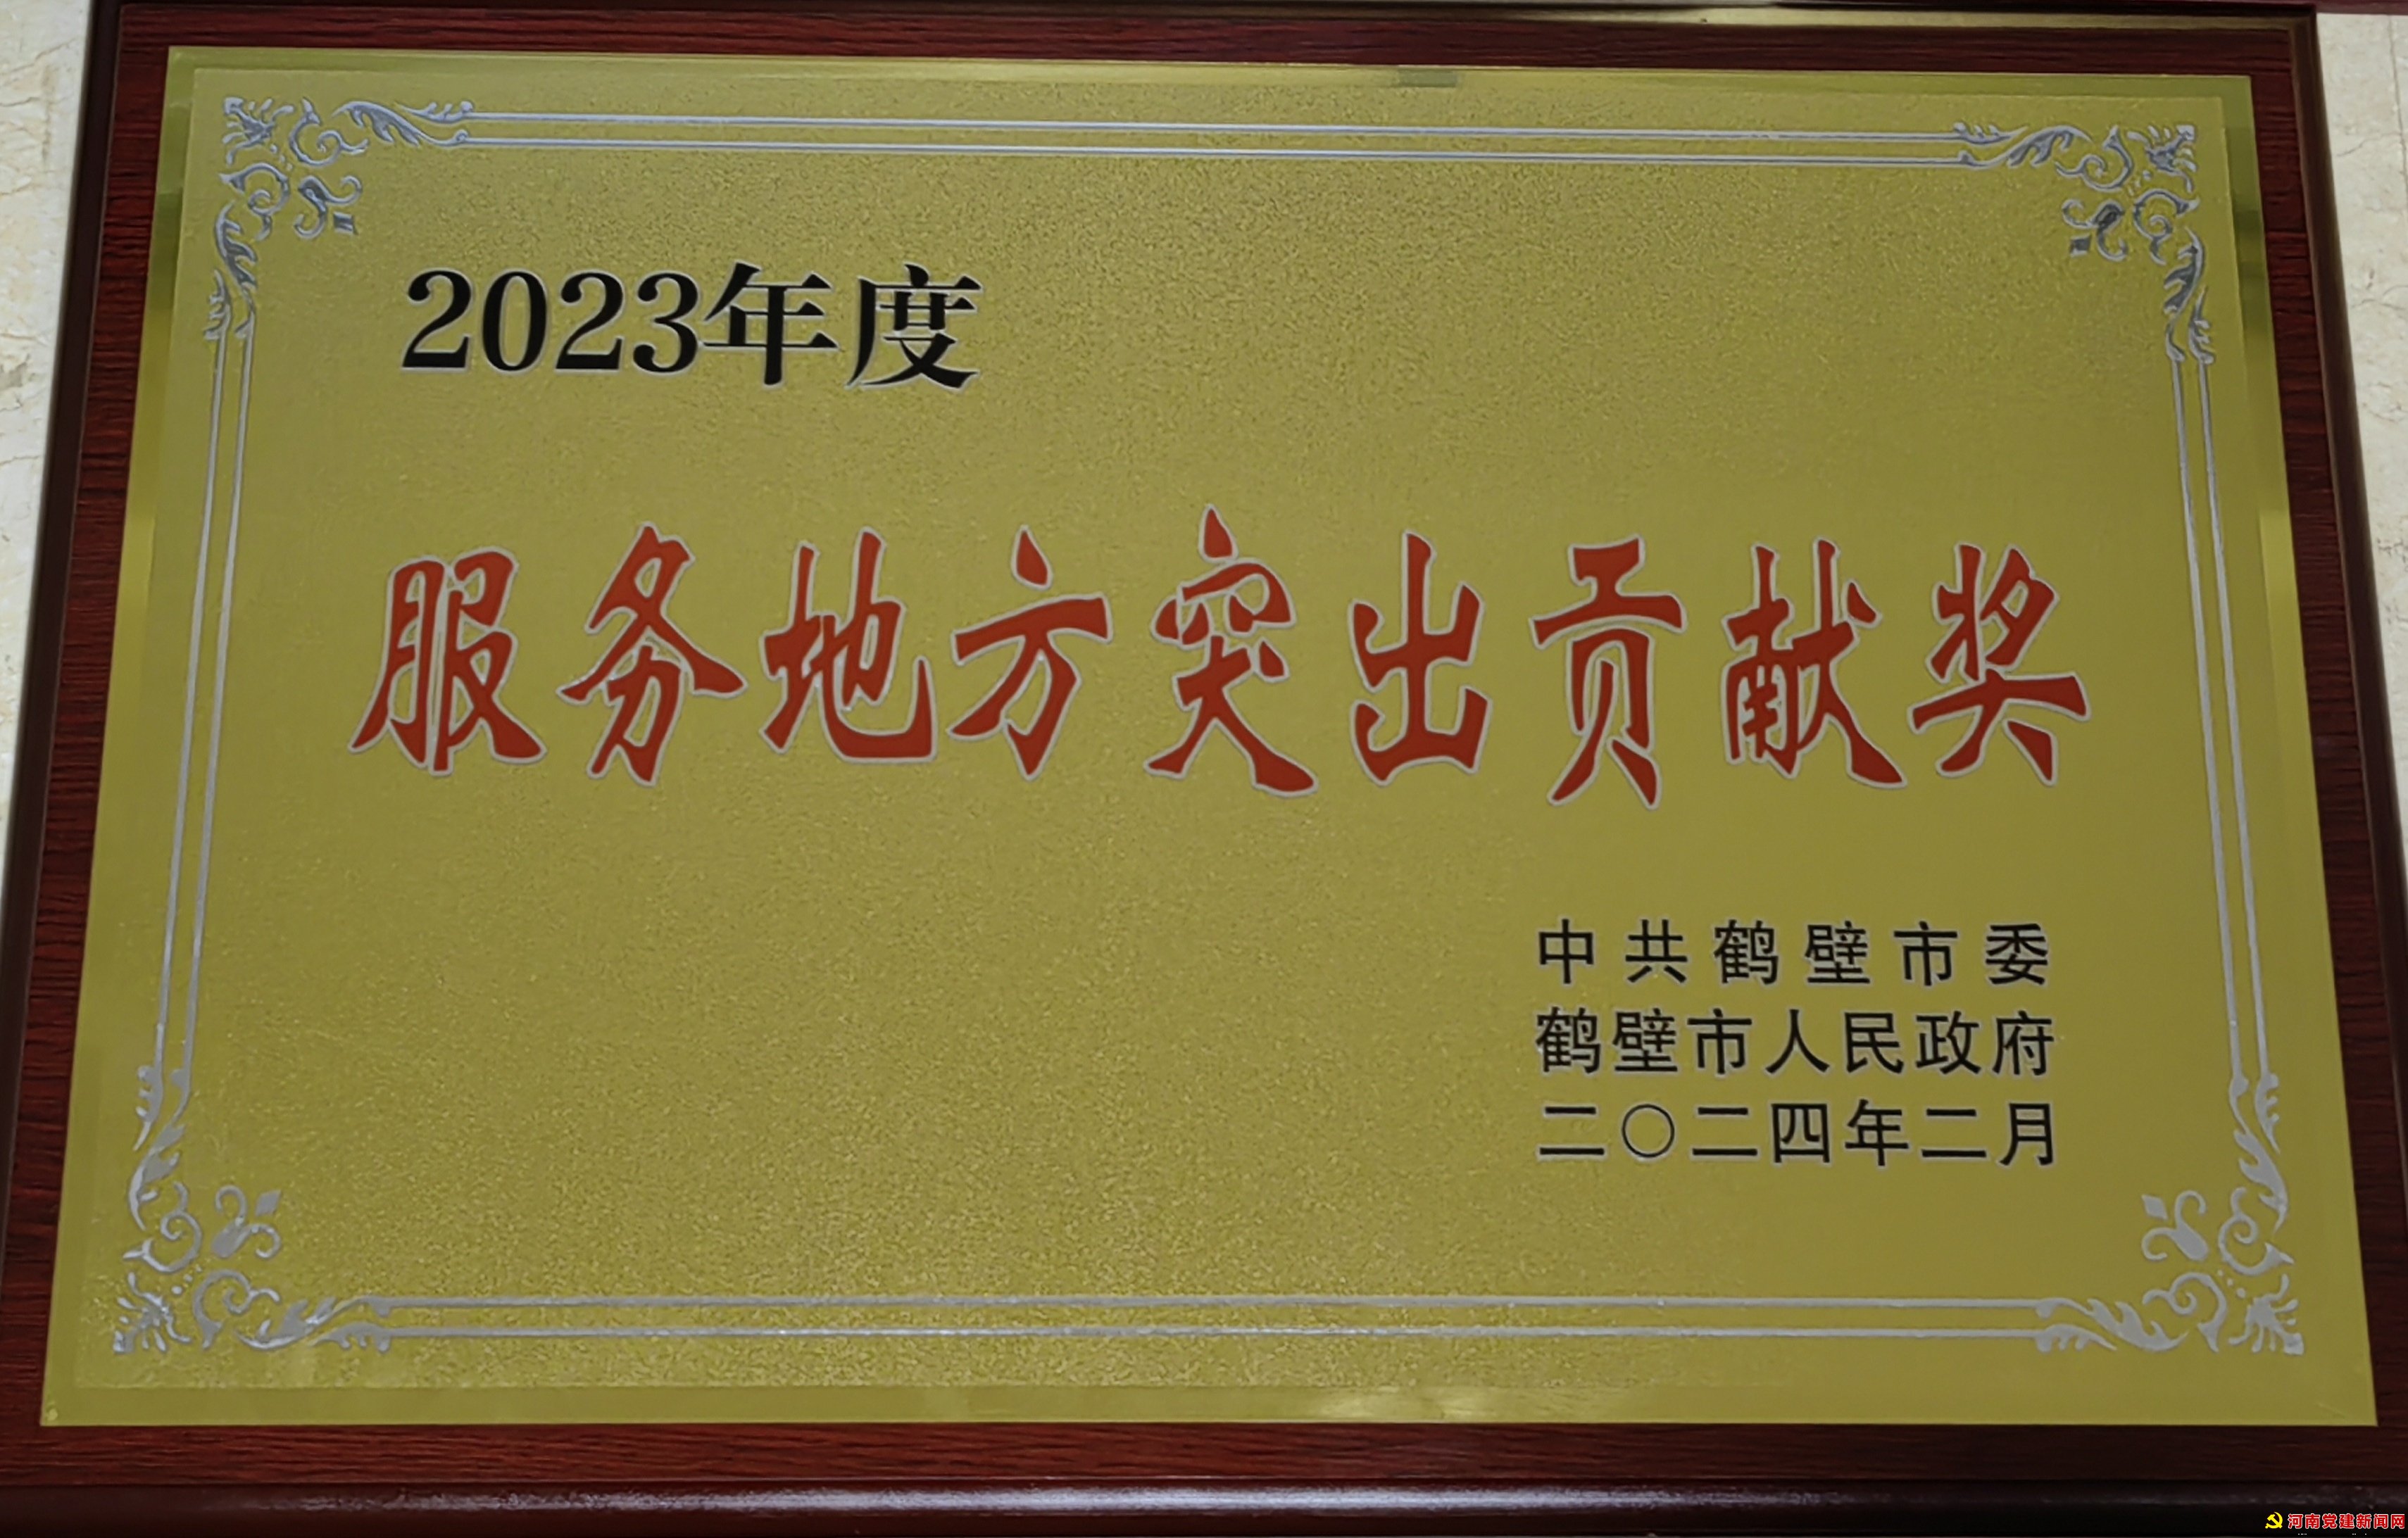 2023年度
服务地方突出贡献奖
中共鹤壁市委
鹤壁市人民政府
二〇二四年二月
河南党建新闻网